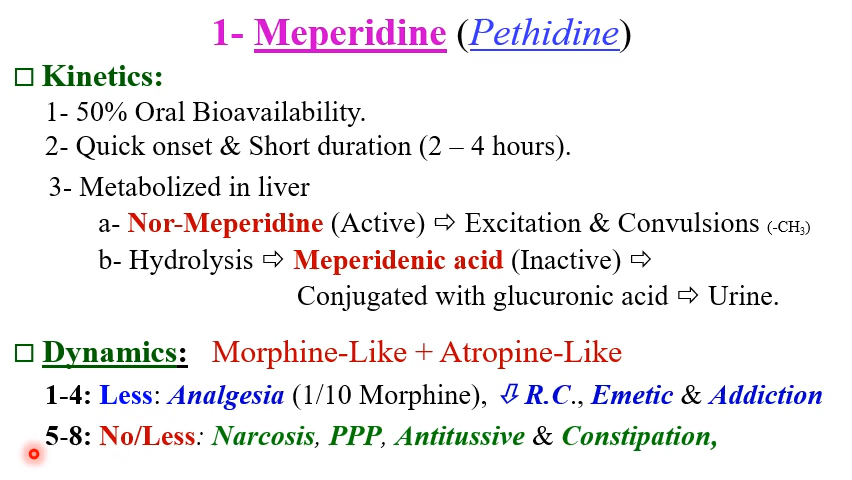 1- Meperidine (Pethidine)
□ Kinetics:
1- 50% Oral Bioavailability.
2- Quick onset & Short duration (2 – 4 hours).
3- Metabolized in liver
a- Nor-Meperidine (Active) ⇨ Excitation & Convulsions (-CH₃)
b- Hydrolysis ⇨ Meperidenic acid (Inactive) ⇨
Conjugated with glucuronic acid ⇨ Urine.
□ Dynamics: Morphine-Like + Atropine-Like
1-4: Less: Analgesia (1/10 Morphine), ⇩ R.C., Emetic & Addiction
5-8: No/Less: Narcosis, PPP, Antitussive & Constipation,